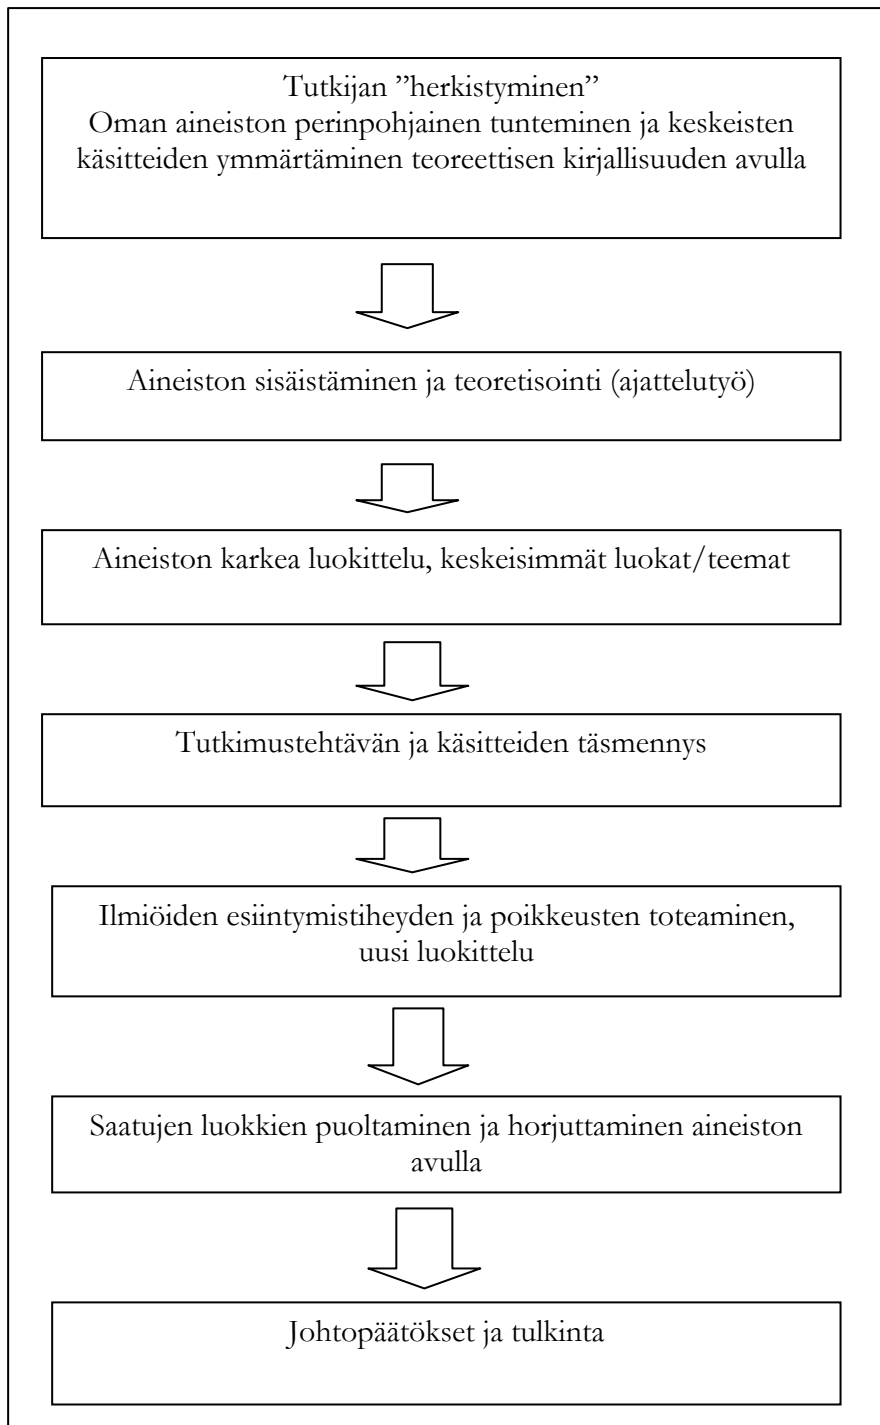 Tutkijan ”herkistyminen”
Oman aineiston perinpohjainen tunteminen ja keskeisten
käsitteiden ymmärtäminen teoreettisen kirjallisuuden avulla
Aineiston sisäistäminen ja teoretisointi (ajattelutyö)
Aineiston karkea luokittelu, keskeisimmät luokat/teemat
Tutkimustehtävän ja käsitteiden täsmennys
Ilmiöiden esiintymistiheyden ja poikkeusten toteaminen,
uusi luokittelu
Saatujen luokkien puoltaminen ja horjuttaminen aineiston
avulla
Johtopäätökset ja tulkinta